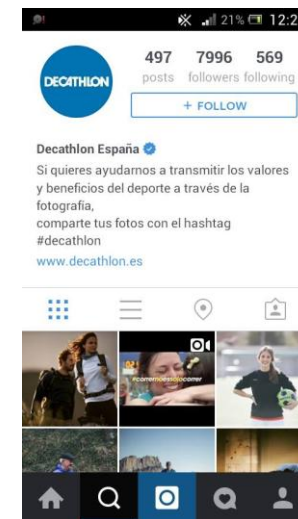 21% 12:2
DECATHLON
497 7996 569
posts followers following
+ FOLLOW
Decathlon España
Si quieres ayudarnos a transmitir los valores
y beneficios del deporte a través de la
fotografía,
comparte tus fotos con el hashtag
#decathlon
www.decathlon.es
#corrernoessolocorrer